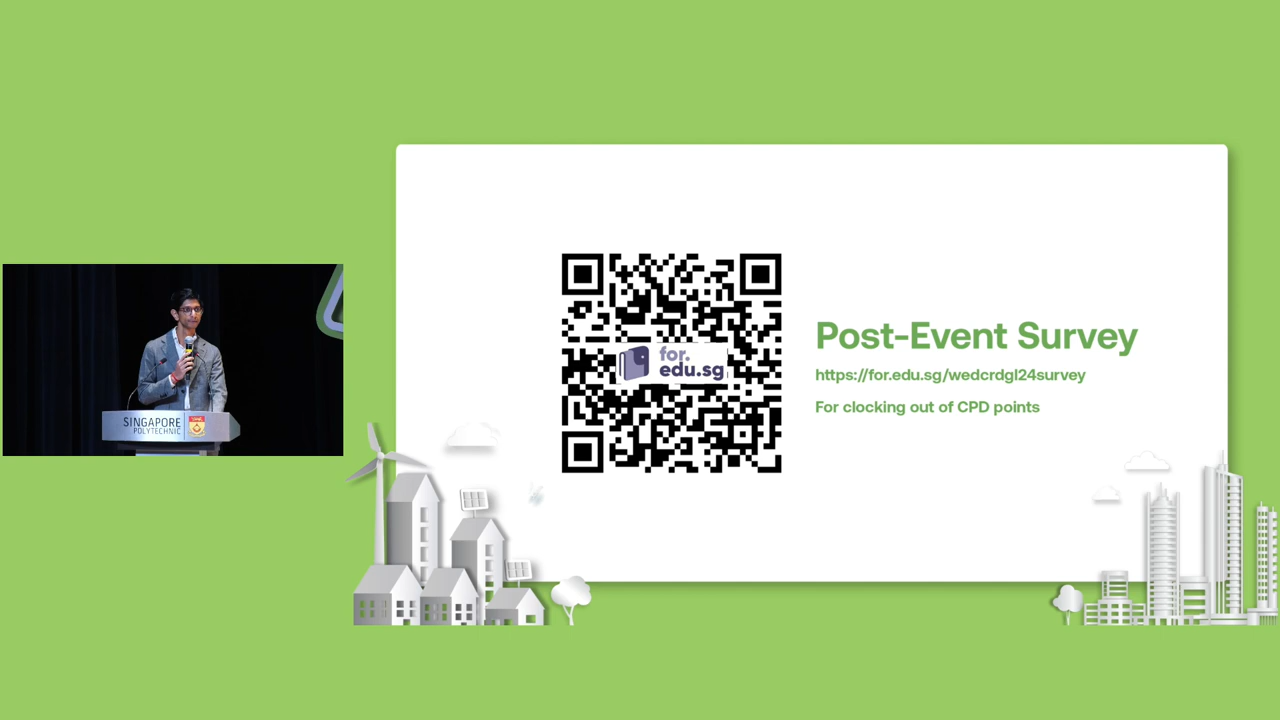 SINGAPORE
POLYTECHNIC
for.
edu.sg
Post-Event Survey
https://for.edu.sg/wedcrdgl24survey
For clocking out of CPD points